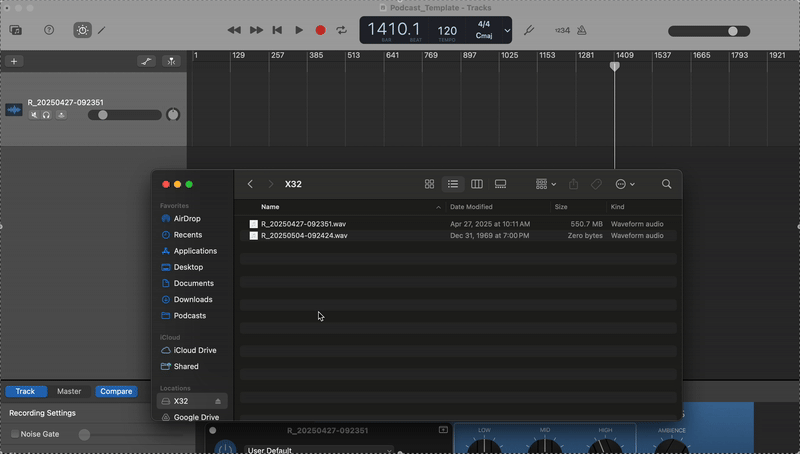 Podcast_Template - Tracks
1410.1
BAR BEAT
120
TEMPO
4/4
Cmaj
1234
1 129 257 385 513 641 769 897 1025 1153 1281 1409 1537 1665 1793 1921
R_20250427-092351
X32
Name Date Modified Size Kind
R_20250427-092351.wav Apr 27, 2025 at 10:11 AM 550.7 MB Waveform audio
R_20250504-092424.wav Dec 31, 1969 at 7:00 PM Zero bytes Waveform audio
Favorites
AirDrop
Recents
Applications
Desktop
Documents
Downloads
Podcasts
iCloud
iCloud Drive
Shared
Locations
X32
Google Drive
Track Master Compare
Recording Settings
Noise Gate
R_20250427-092351
User Default
LOW MID HIGH AMBIENCE